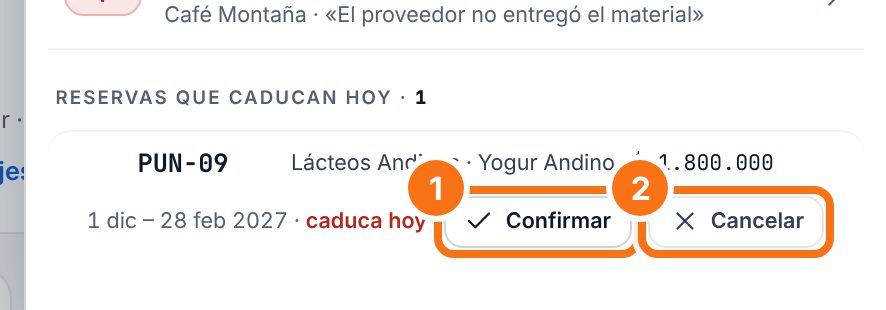 Café Montaña · «El proveedor no entregó el material»
r ·
jes
RESERVAS QUE CADUCAN HOY · 1
PUN-09 Lácteos · Yogur Andino 1.800.000
1 2
1 dic – 28 feb 2027 · caduca hoy Confirmar Cancelar